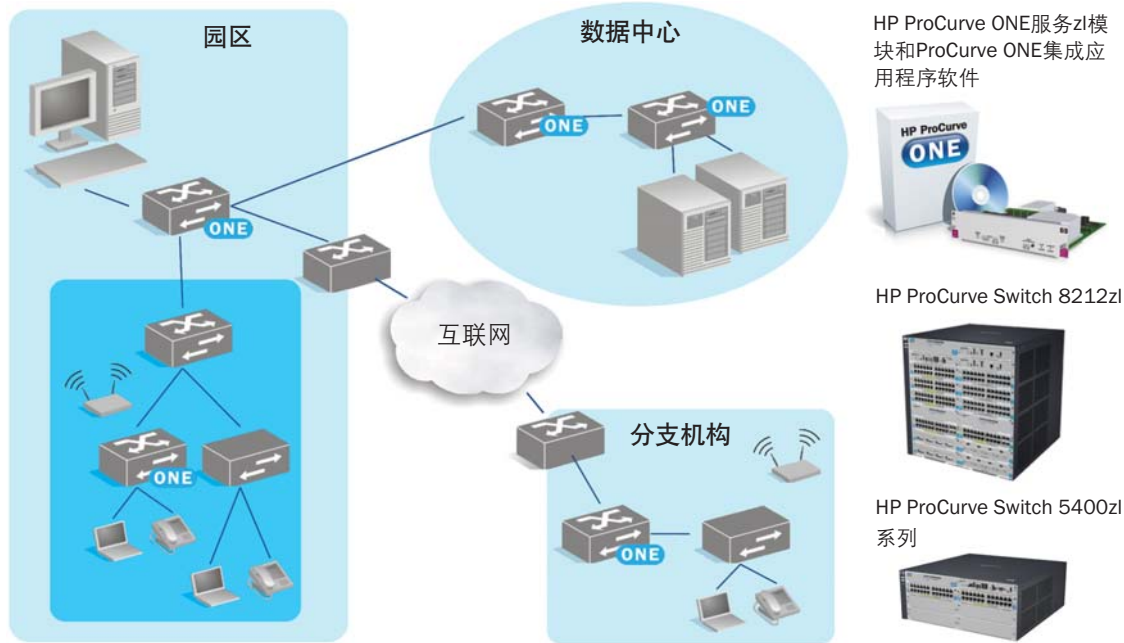 园区
数据中心
HP ProCurve ONE服务zl模
块和ProCurve ONE集成应
用程序软件
ONE
ONE
HP ProCurve
ONE
ONE
HP ProCurve Switch 8212zl
互联网
分支机构
ONE
HP ProCurve Switch 5400zl
系列
ONE